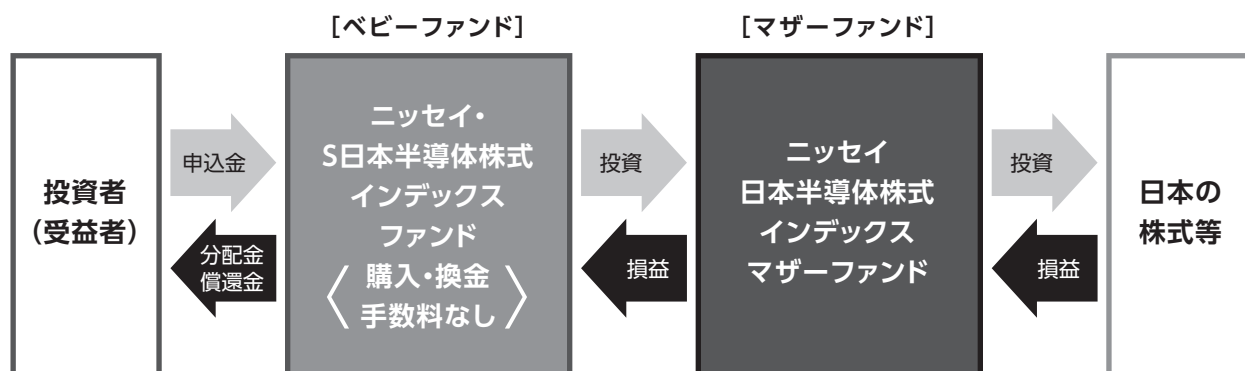 ［ベビーファンド］
［マザーファンド］
投資者
（受益者）
申込金
分配金
償還金
ニッセイ・
S日本半導体株式
インデックス
ファンド
〈購入・換金
手数料なし〉
投資
損益
ニッセイ
日本半導体株式
インデックス
マザーファンド
投資
損益
日本の
株式等